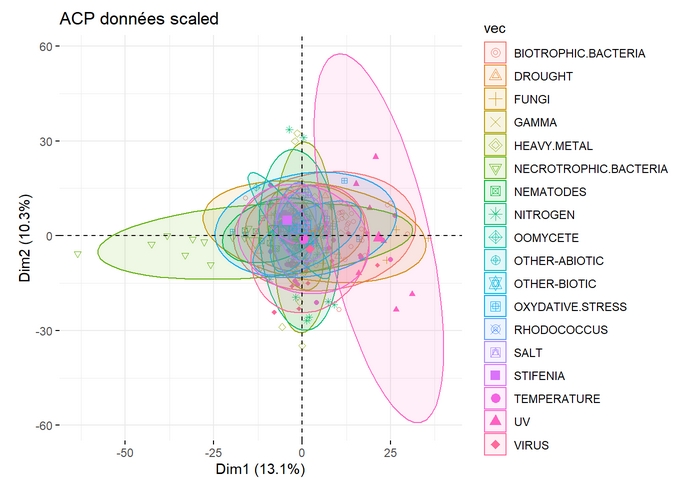 ACP données scaled
60
30
0
-30
-60
Dim2 (10.3%)
-50
-25
0
25
Dim1 (13.1%)
vec
BIOTROPHIC.BACTERIA
DROUGHT
FUNGI
GAMMA
HEAVY.METAL
NECROTROPHIC.BACTERIA
NEMATODES
NITROGEN
OOMYCETE
OTHER-ABIOTIC
OTHER-BIOTIC
OXYDATIVE.STRESS
RHODOCOCCUS
SALT
STIFENIA
TEMPERATURE
UV
VIRUS